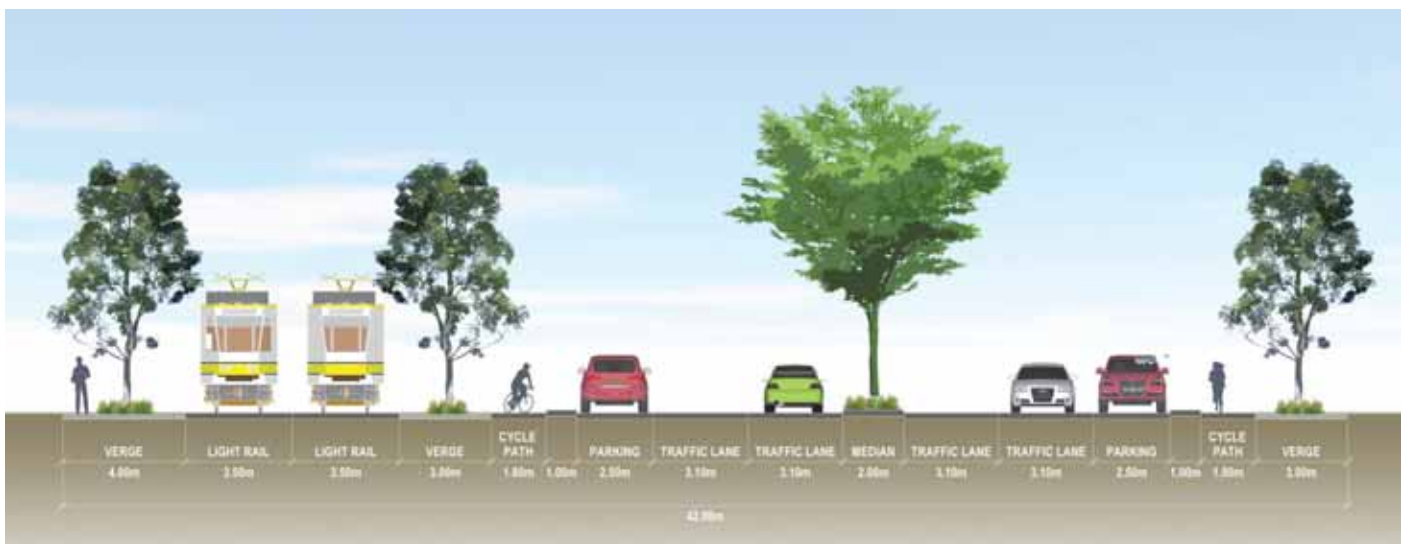 VERGE
4.00m
LIGHT RAIL
3.50m
LIGHT RAIL
3.50m
VERGE
3.00m
CYCLE
PATH
1.80m
1.00m
PARKING
2.50m
TRAFFIC LANE
3.10m
TRAFFIC LANE
3.10m
MEDIAN
2.00m
TRAFFIC LANE
3.10m
TRAFFIC LANE
3.10m
PARKING
2.50m
1.00m
CYCLE
PATH
1.80m
VERGE
3.00m
42.00m